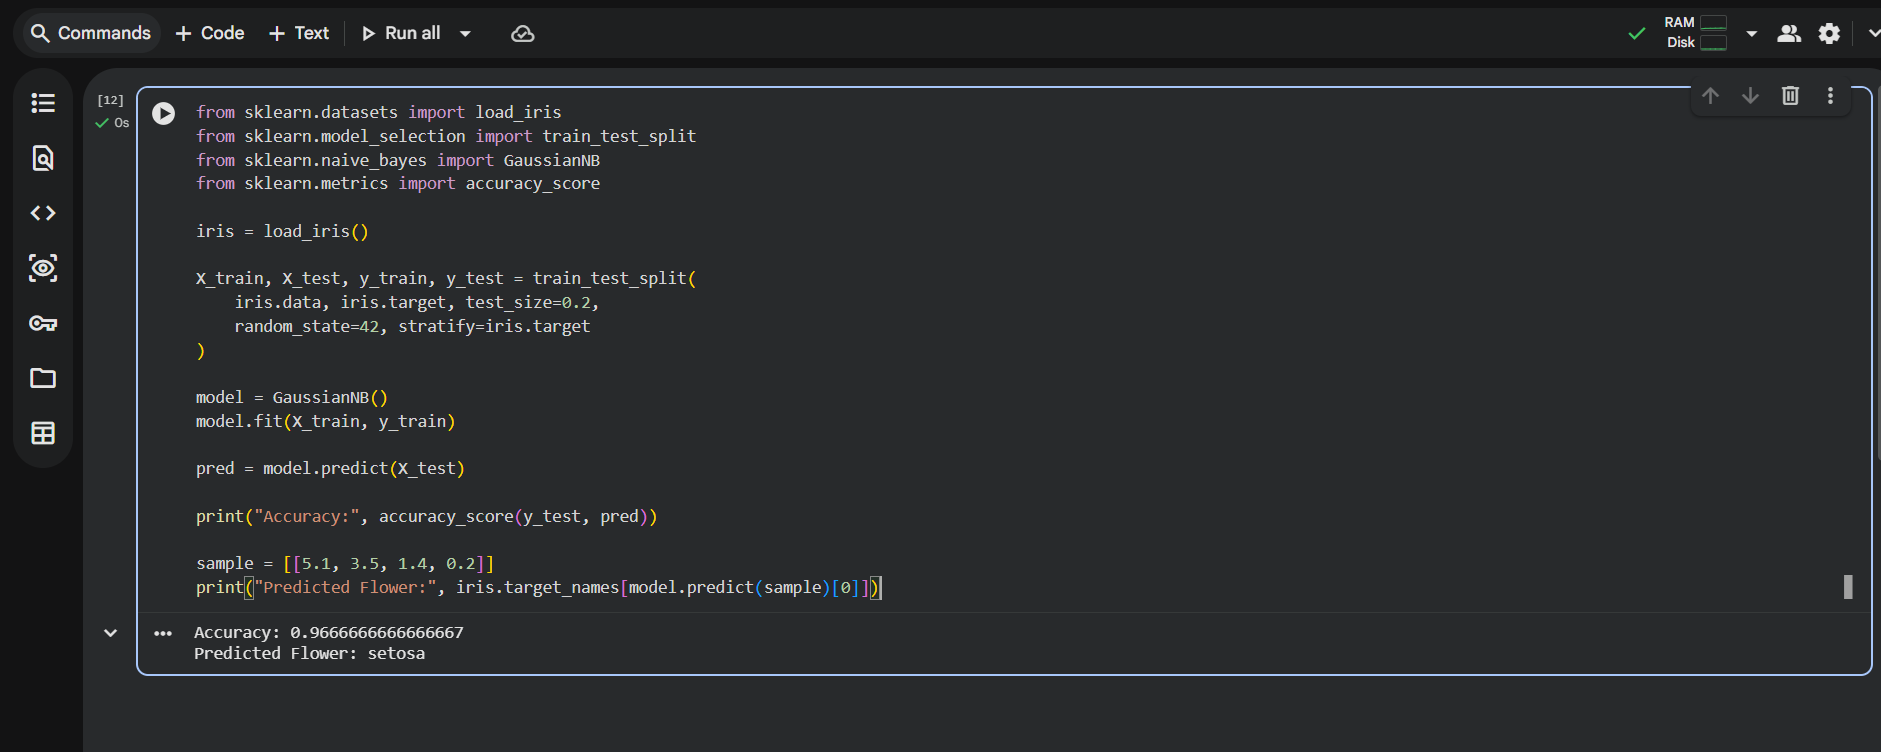 Commands + Code + Text Run all
RAM
Disk
[12]
0s
from sklearn.datasets import load_iris
from sklearn.model_selection import train_test_split
from sklearn.naive_bayes import GaussianNB
from sklearn.metrics import accuracy_score
iris = load_iris()
X_train, X_test, y_train, y_test = train_test_split(
    iris.data, iris.target, test_size=0.2,
    random_state=42, stratify=iris.target
)
model = GaussianNB()
model.fit(X_train, y_train)
pred = model.predict(X_test)
print("Accuracy:", accuracy_score(y_test, pred))
sample = [[5.1, 3.5, 1.4, 0.2]]
print("Predicted Flower:", iris.target_names[model.predict(sample)[0]])
Accuracy: 0.9666666666666667
Predicted Flower: setosa